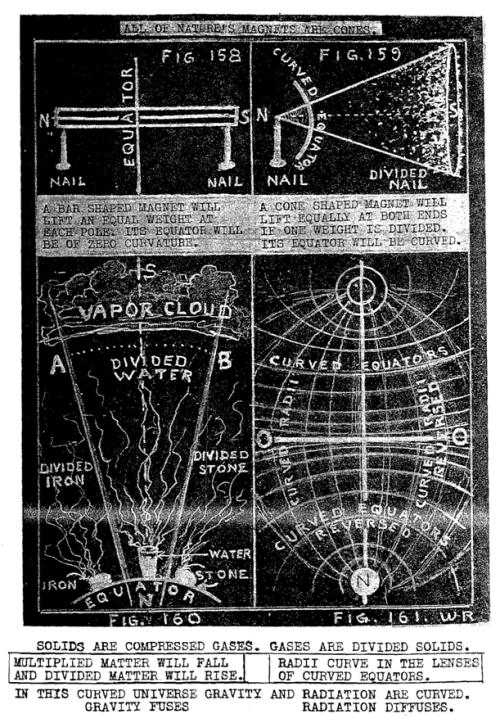 ALL OF NATURE'S MAGNETS ARE CONES.
FIG 158
EQUATOR
N
S
NAIL
NAIL
FIG.159
CURVED EQUATOR
N
S
NAIL
DIVIDED
NAIL
A BAR SHAPED MAGNET WILL
LIFT AN EQUAL WEIGHT AT
EACH POLE. ITS EQUATOR WILL
BE OF ZERO CURVATURE.
A CONE SHAPED MAGNET WILL
LIFT EQUALLY AT BOTH ENDS
IF ONE WEIGHT IS DIVIDED.
ITS EQUATOR WILL BE CURVED.
S
VAPOR CLOUD
A
B
DIVIDED
WATER
DIVIDED
IRON
DIVIDED
STONE
WATER
IRON
STONE
EQUATOR
N
FIG. 160
CURVED EQUATORS
CURVED RADII
CURVED RADII
REVERSED
CURVED EQUATORS
REVERSED
N
FIG. 161. WR
SOLIDS ARE COMPRESSED GASES. GASES ARE DIVIDED SOLIDS.
MULTIPLIED MATTER WILL FALL
AND DIVIDED MATTER WILL RISE.
RADII CURVE IN THE LENSES
OF CURVED EQUATORS.
IN THIS CURVED UNIVERSE GRAVITY AND RADIATION ARE CURVED.
GRAVITY FUSES
RADIATION DIFFUSES.